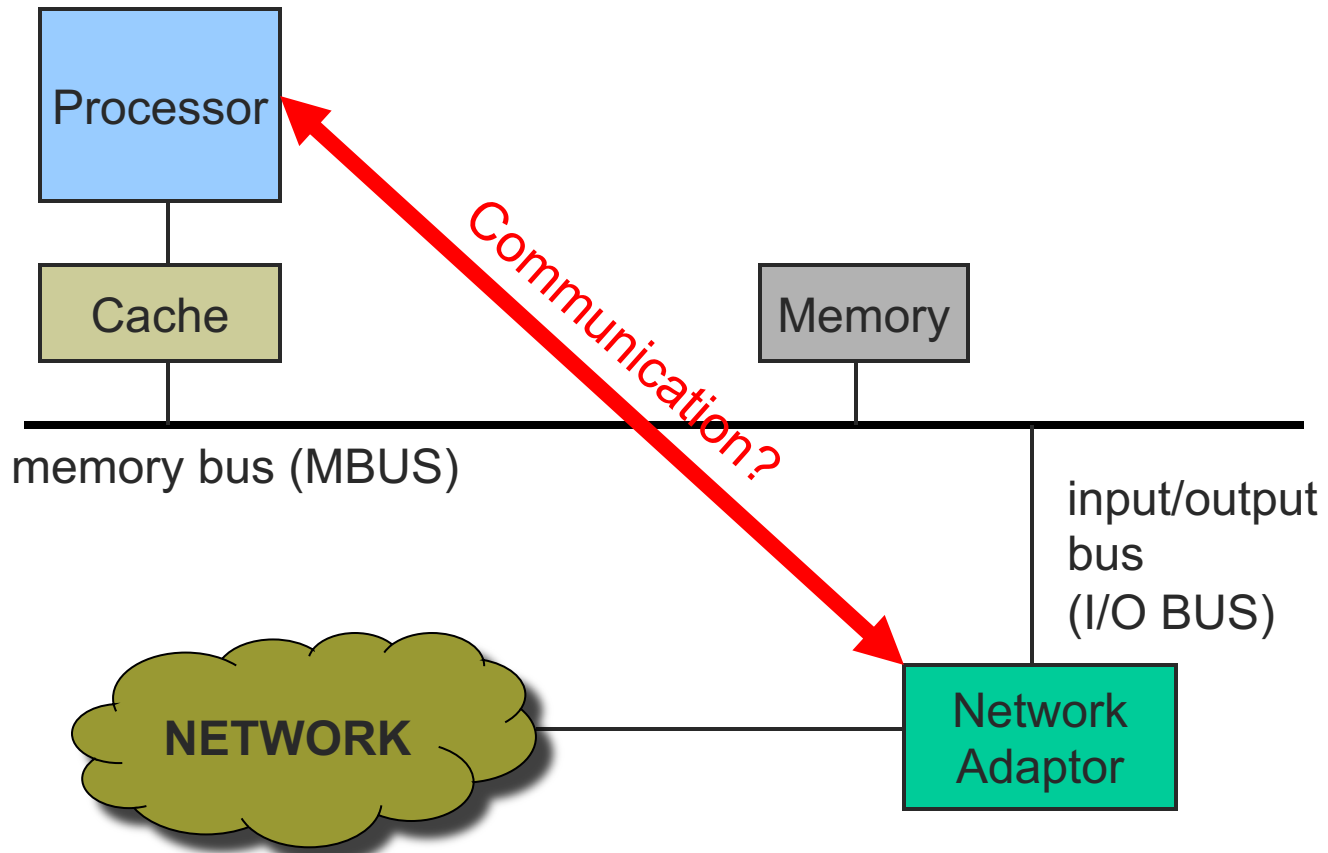 Processor
Cache
Communication?
Memory
memory bus (MBUS)
input/output
bus
(I/O BUS)
NETWORK
Network
Adaptor